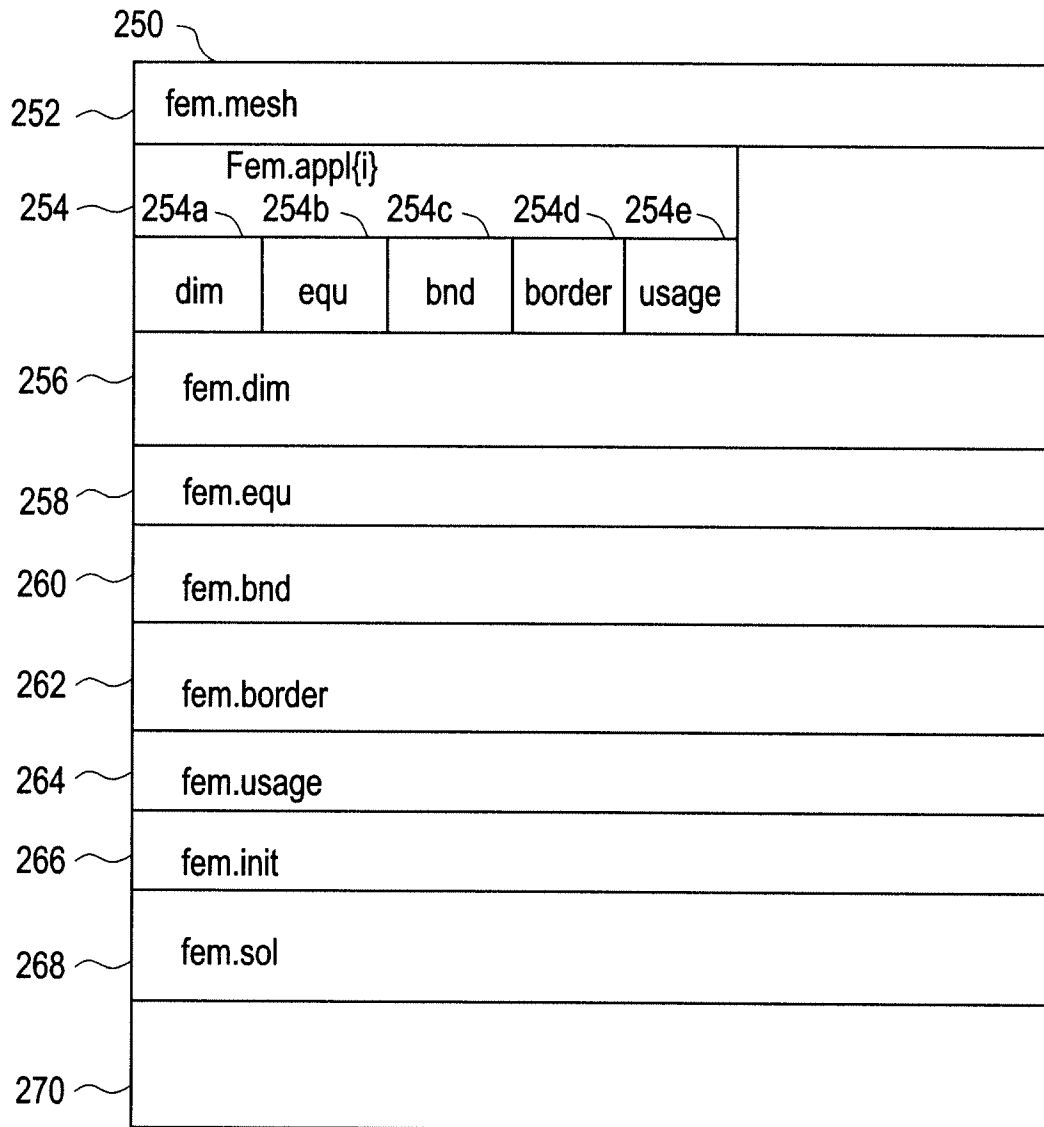 250
252 fem.mesh
254 Fem.appl{i}
254a 254b 254c 254d 254e
dim equ bnd border usage
256 fem.dim
258 fem.equ
260 fem.bnd
262 fem.border
264 fem.usage
266 fem.init
268 fem.sol
270